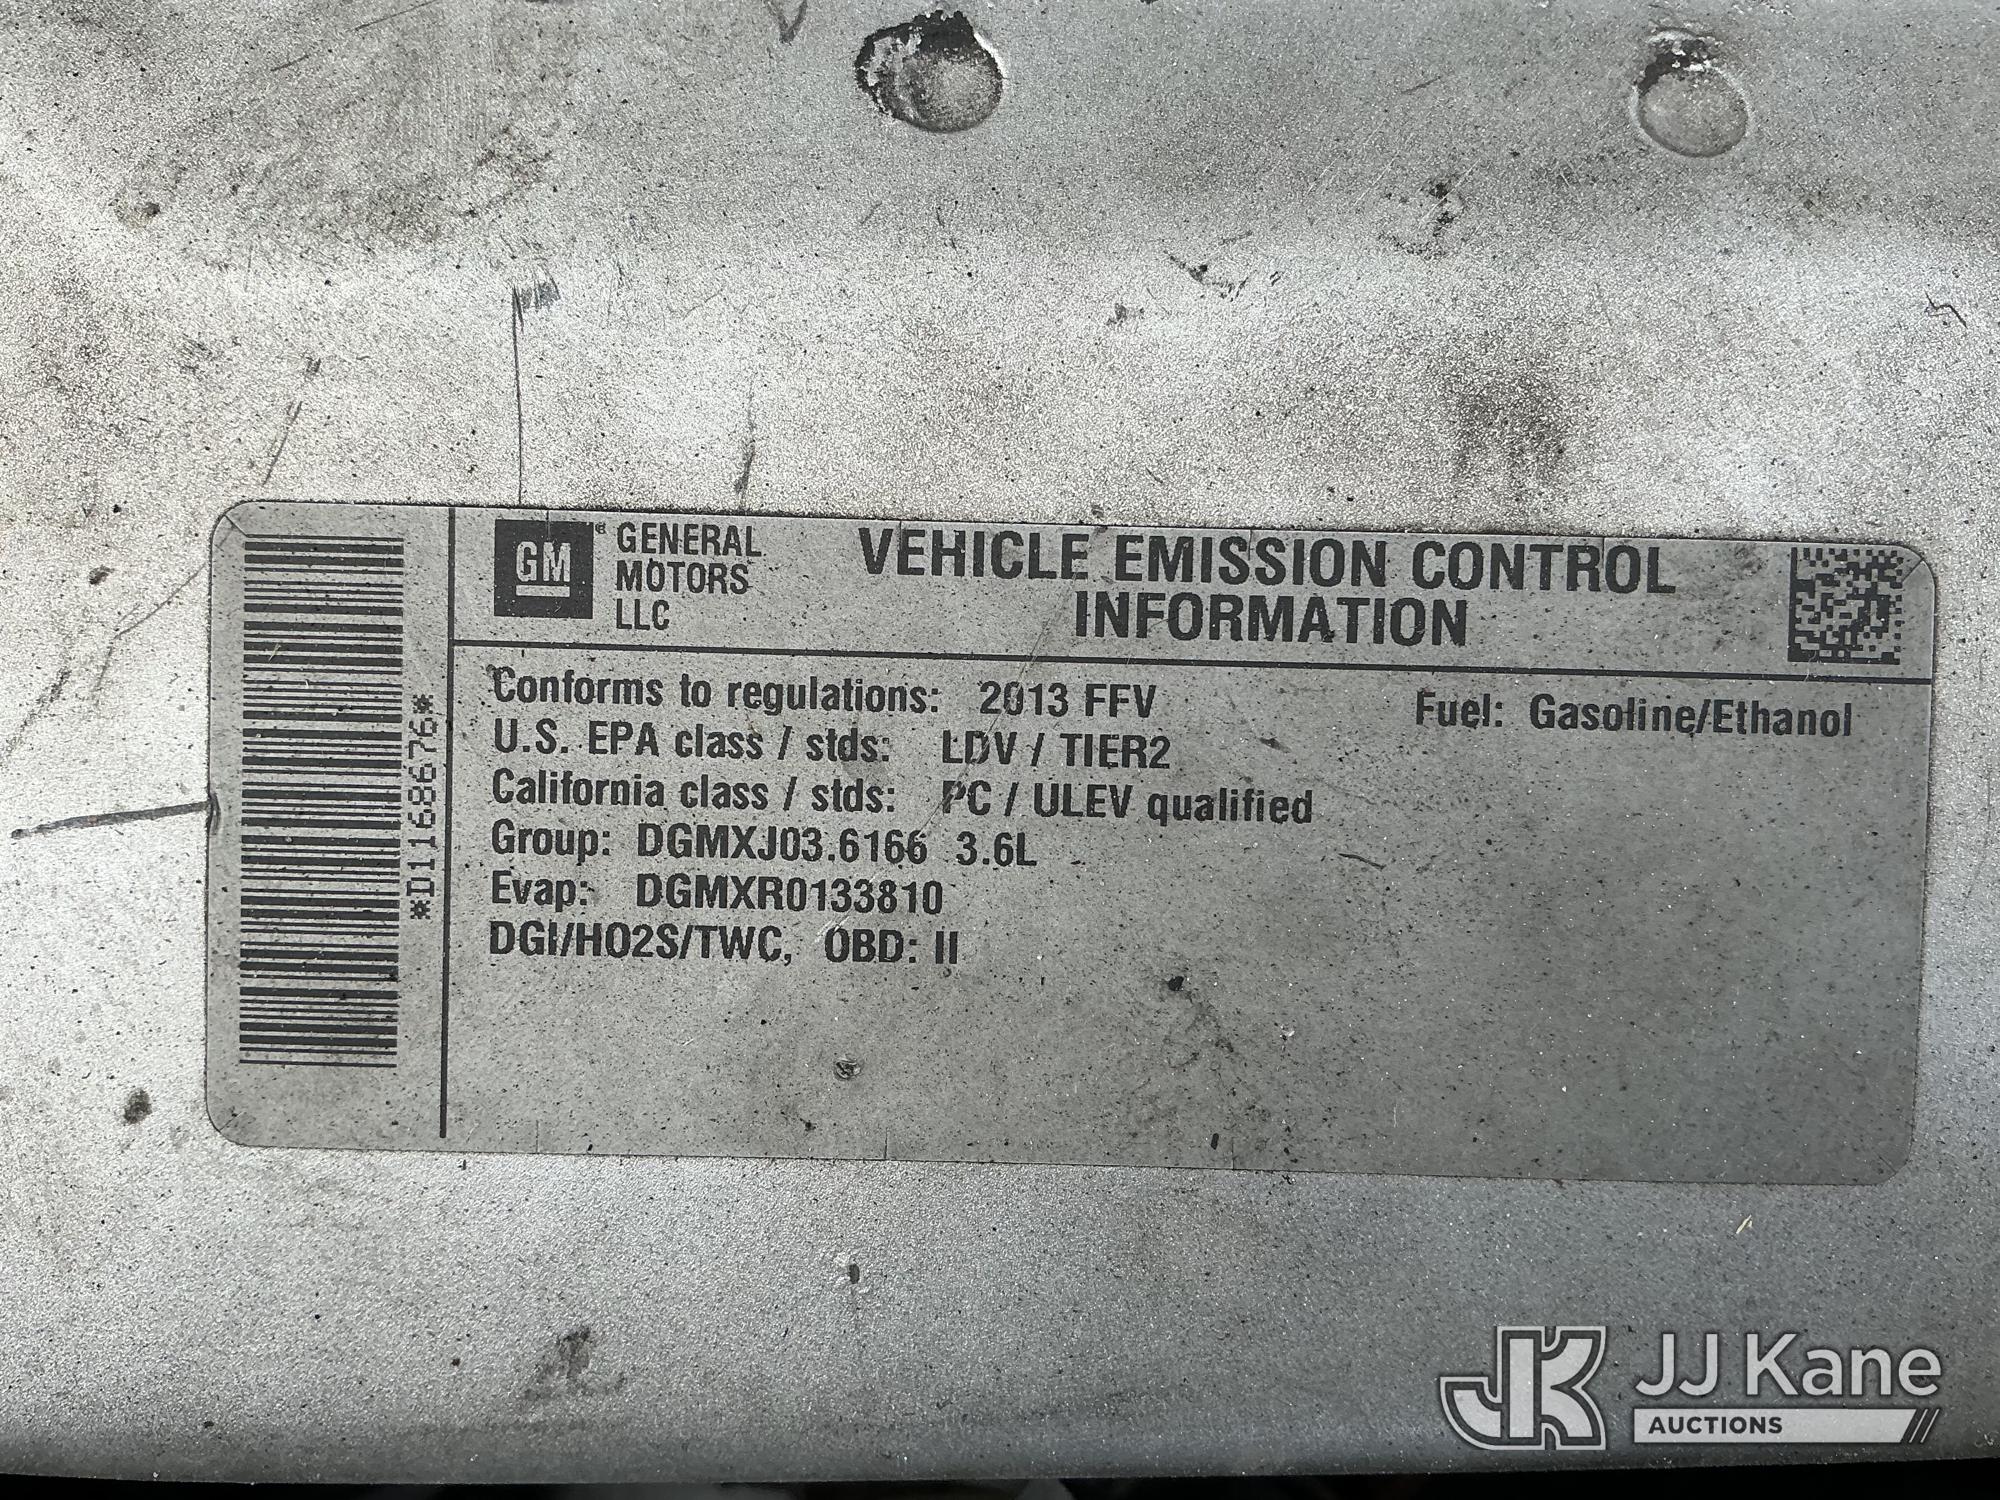 GM
GENERAL
MOTORS
LLC
VEHICLE EMISSION CONTROL
INFORMATION
Conforms to regulations: 2013 FFV
Fuel: Gasoline/Ethanol
U.S. EPA class / stds: LDV / TIER2
California class / stds: PC / ULEV qualified
Group: DGMXJ03.6166 3.6L
Evap: DGMXR0133810
DGI/HO2S/TWC, OBD: II
*D11686676*
JK
JJ Kane
AUCTIONS